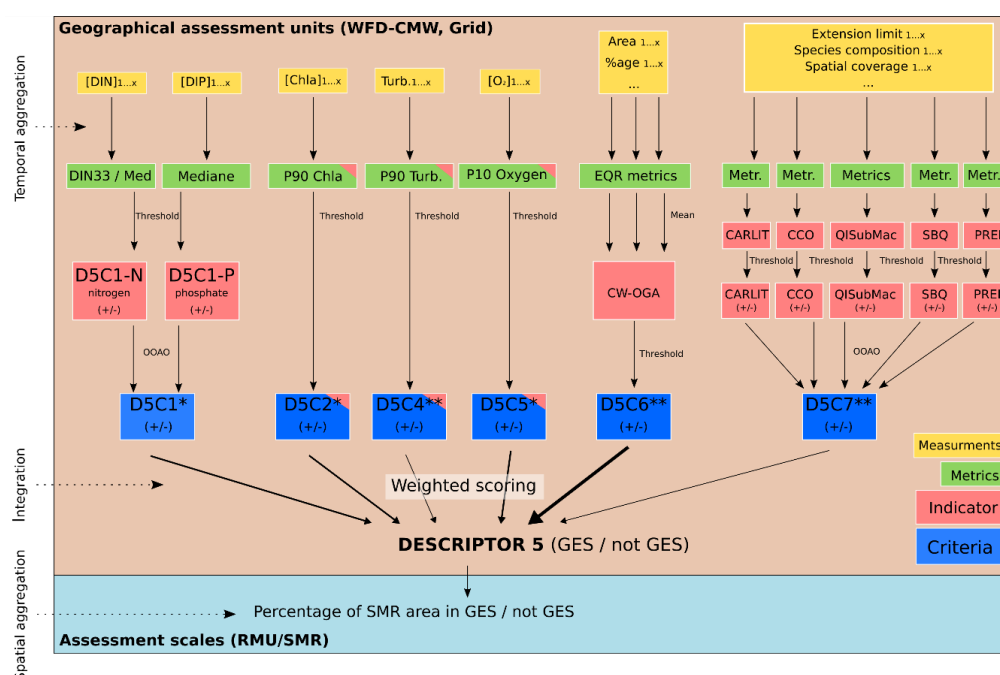 Geographical assessment units (WFD-CMW, Grid)
Temporal aggregation
[DIN]1...x
[DIP]1...x
[Chla]1...x
Turb.1...x
[O₂]1...x
Area 1...x
%age 1...x
...
Extension limit 1...x
Species composition 1...x
Spatial coverage 1...x
...
DIN33 / Med
Mediane
P90 Chla
P90 Turb.
P10 Oxygen
EQR metrics
Metr.
Metr.
Metrics
Metr.
Metr.
Threshold
Threshold
Threshold
Threshold
Mean
CARLIT
CCO
QISubMac
SBQ
PREI
Threshold
Threshold
Threshold
Threshold
D5C1-N
nitrogen
(+/-)
D5C1-P
phosphate
(+/-)
CW-OGA
CARLIT
(+/-)
CCO
(+/-)
QISubMac
(+/-)
SBQ
(+/-)
PREI
(+/-)
OOAO
Threshold
OOAO
D5C1*
(+/-)
D5C2*
(+/-)
D5C4**
(+/-)
D5C5*
(+/-)
D5C6**
(+/-)
D5C7**
(+/-)
Integration
Weighted scoring
Measurments
Metrics
Indicator
Criteria
DESCRIPTOR 5 (GES / not GES)
Spatial aggregation
Percentage of SMR area in GES / not GES
Assessment scales (RMU/SMR)